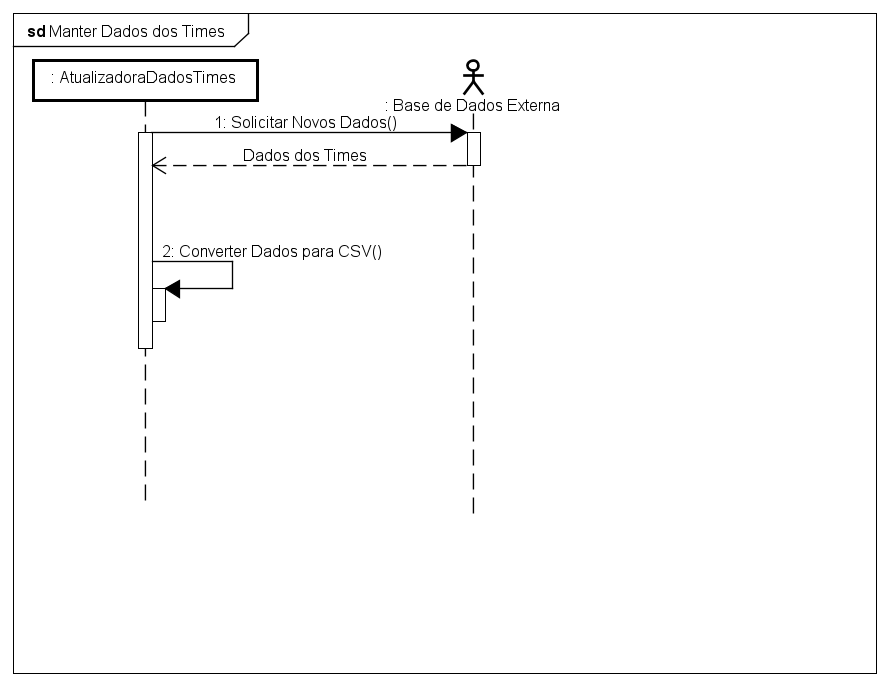 sd Manter Dados dos Times
: AtualizadoraDadosTimes
: Base de Dados Externa
1: Solicitar Novos Dados()
Dados dos Times
2: Converter Dados para CSV()